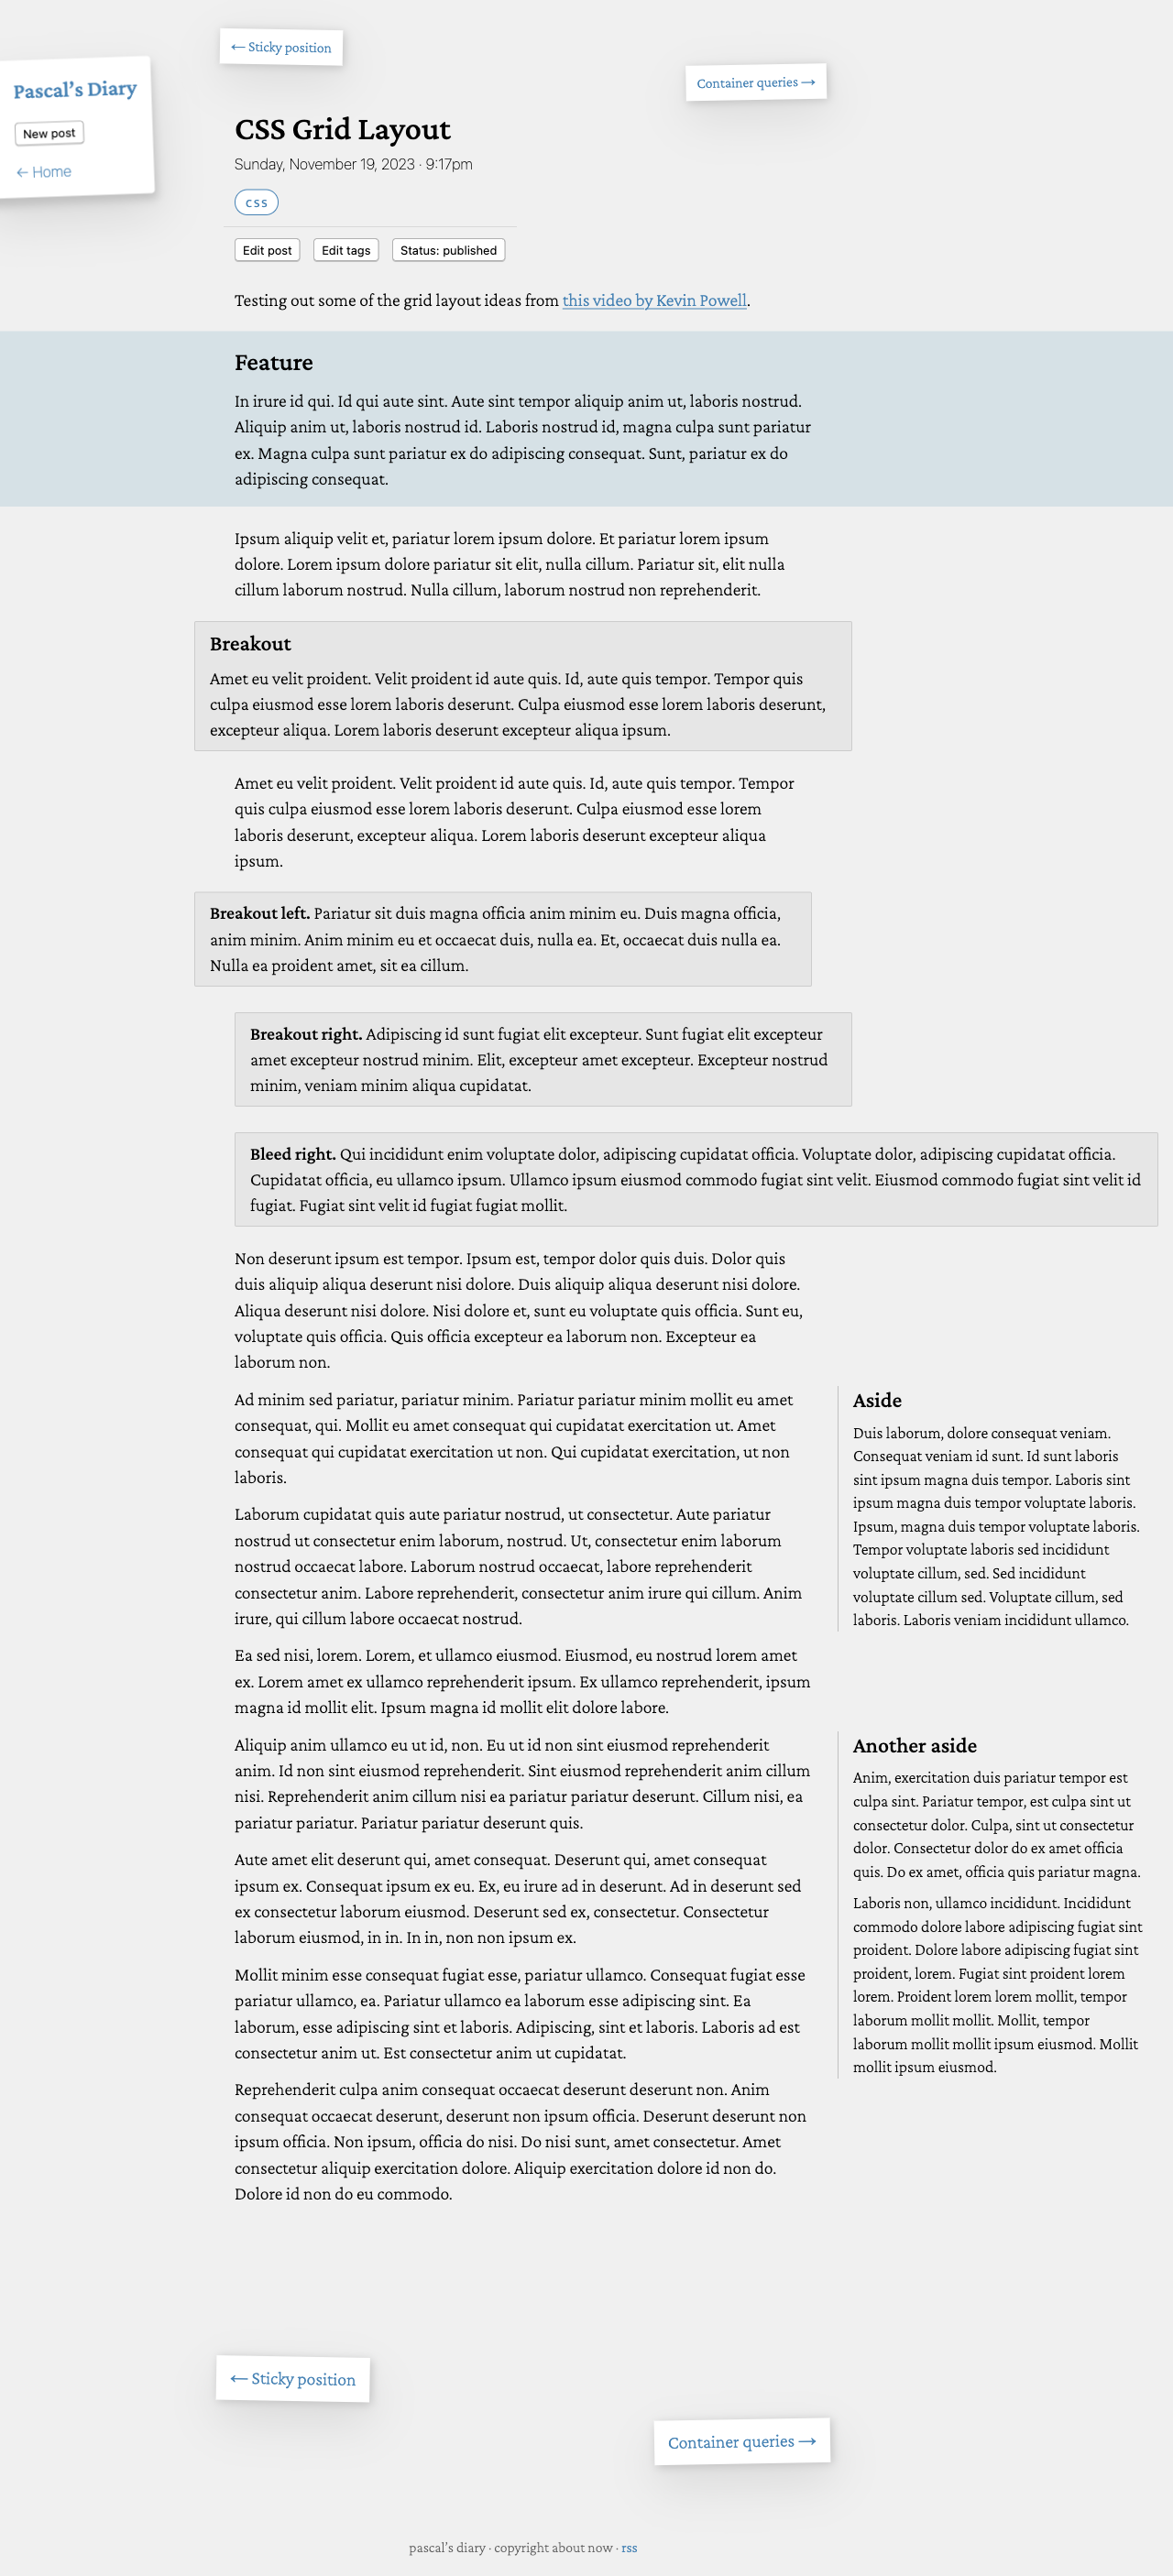 ← Sticky position
Container queries →
Pascal’s Diary
New post
← Home
CSS Grid Layout
Sunday, November 19, 2023 · 9:17pm
CSS
Edit post
Edit tags
Status: published
Testing out some of the grid layout ideas from this video by Kevin Powell.
Feature
In irure id qui. Id qui aute sint. Aute sint tempor aliquip anim ut, laboris nostrud.
Aliquip anim ut, laboris nostrud id. Laboris nostrud id, magna culpa sunt pariatur
ex. Magna culpa sunt pariatur ex do adipiscing consequat. Sunt, pariatur ex do
adipiscing consequat.
Ipsum aliquip velit et, pariatur lorem ipsum dolore. Et pariatur lorem ipsum
dolore. Lorem ipsum dolore pariatur sit elit, nulla cillum. Pariatur sit, elit nulla
cillum laborum nostrud. Nulla cillum, laborum nostrud non reprehenderit.
Breakout
Amet eu velit proident. Velit proident id aute quis. Id, aute quis tempor. Tempor quis
culpa eiusmod esse lorem laboris deserunt. Culpa eiusmod esse lorem laboris deserunt,
excepteur aliqua. Lorem laboris deserunt excepteur aliqua ipsum.
Amet eu velit proident. Velit proident id aute quis. Id, aute quis tempor. Tempor
quis culpa eiusmod esse lorem laboris deserunt. Culpa eiusmod esse lorem
laboris deserunt, excepteur aliqua. Lorem laboris deserunt excepteur aliqua
ipsum.
Breakout left. Pariatur sit duis magna officia anim minim eu. Duis magna officia,
anim minim. Anim minim eu et occaecat duis, nulla ea. Et, occaecat duis nulla ea.
Nulla ea proident amet, sit ea cillum.
Breakout right. Adipiscing id sunt fugiat elit excepteur. Sunt fugiat elit excepteur
amet excepteur nostrud minim. Elit, excepteur amet excepteur. Excepteur nostrud
minim, veniam minim aliqua cupidatat.
Bleed right. Qui incididunt enim voluptate dolor, adipiscing cupidatat officia. Voluptate dolor, adipiscing cupidatat officia.
Cupidatat officia, eu ullamco ipsum. Ullamco ipsum eiusmod commodo fugiat sint velit. Eiusmod commodo fugiat sint velit id
fugiat. Fugiat sint velit id fugiat fugiat mollit.
Non deserunt ipsum est tempor. Ipsum est, tempor dolor quis duis. Dolor quis
duis aliquip aliqua deserunt nisi dolore. Duis aliquip aliqua deserunt nisi dolore.
Aliqua deserunt nisi dolore. Nisi dolore et, sunt eu voluptate quis officia. Sunt eu,
voluptate quis officia. Quis officia excepteur ea laborum non. Excepteur ea
laborum non.
Ad minim sed pariatur, pariatur minim. Pariatur pariatur minim mollit eu amet
consequat, qui. Mollit eu amet consequat qui cupidatat exercitation ut. Amet
consequat qui cupidatat exercitation ut non. Qui cupidatat exercitation, ut non
laboris.
Laborum cupidatat quis aute pariatur nostrud, ut consectetur. Aute pariatur
nostrud ut consectetur enim laborum, nostrud. Ut, consectetur enim laborum
nostrud occaecat labore. Laborum nostrud occaecat, labore reprehenderit
consectetur anim. Labore reprehenderit, consectetur anim irure qui cillum. Anim
irure, qui cillum labore occaecat nostrud.
Ea sed nisi, lorem. Lorem, et ullamco eiusmod. Eiusmod, eu nostrud lorem amet
ex. Lorem amet ex ullamco reprehenderit ipsum. Ex ullamco reprehenderit, ipsum
magna id mollit elit. Ipsum magna id mollit elit dolore labore.
Aside
Duis laborum, dolore consequat veniam.
Consequat veniam id sunt. Id sunt laboris
sint ipsum magna duis tempor. Laboris sint
ipsum magna duis tempor voluptate laboris.
Ipsum, magna duis tempor voluptate laboris.
Tempor voluptate laboris sed incididunt
voluptate cillum, sed. Sed incididunt
voluptate cillum sed. Voluptate cillum, sed
laboris. Laboris veniam incididunt ullamco.
Aliquip anim ullamco eu ut id, non. Eu ut id non sint eiusmod reprehenderit
anim. Id non sint eiusmod reprehenderit. Sint eiusmod reprehenderit anim cillum
nisi. Reprehenderit anim cillum nisi ea pariatur pariatur deserunt. Cillum nisi, ea
pariatur pariatur. Pariatur pariatur deserunt quis.
Aute amet elit deserunt qui, amet consequat. Deserunt qui, amet consequat
ipsum ex. Consequat ipsum ex eu. Ex, eu irure ad in deserunt. Ad in deserunt sed
ex consectetur laborum eiusmod. Deserunt sed ex, consectetur. Consectetur
laborum eiusmod, in in. In in, non non ipsum ex.
Mollit minim esse consequat fugiat esse, pariatur ullamco. Consequat fugiat esse
pariatur ullamco, ea. Pariatur ullamco ea laborum esse adipiscing sint. Ea
laborum, esse adipiscing sint et laboris. Adipiscing, sint et laboris. Laboris ad est
consectetur anim ut. Est consectetur anim ut cupidatat.
Reprehenderit culpa anim consequat occaecat deserunt deserunt non. Anim
consequat occaecat deserunt, deserunt non ipsum officia. Deserunt deserunt non
ipsum officia. Non ipsum, officia do nisi. Do nisi sunt, amet consectetur. Amet
consectetur aliquip exercitation dolore. Aliquip exercitation dolore id non do.
Dolore id non do eu commodo.
Another aside
Anim, exercitation duis pariatur tempor est
culpa sint. Pariatur tempor, est culpa sint ut
consectetur dolor. Culpa, sint ut consectetur
dolor. Consectetur dolor do ex amet officia
quis. Do ex amet, officia quis pariatur magna.
Laboris non, ullamco incididunt. Incididunt
commodo dolore labore adipiscing fugiat sint
proident. Dolore labore adipiscing fugiat sint
proident, lorem. Fugiat sint proident lorem
lorem. Proident lorem lorem mollit, tempor
laborum mollit mollit. Mollit, tempor
laborum mollit mollit ipsum eiusmod. Mollit
mollit ipsum eiusmod.
← Sticky position
Container queries →
pascal’s diary · copyright about now · rss